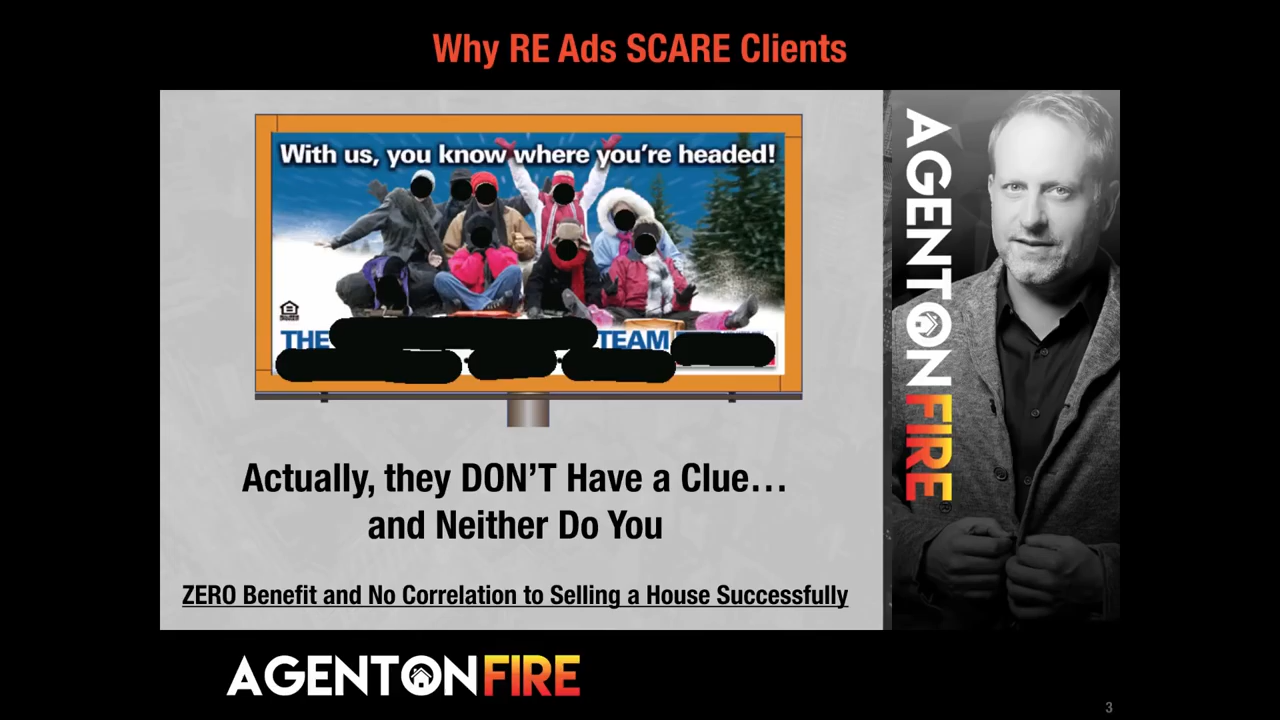 Why RE Ads SCARE Clients
With us, you know where you're headed!
THE TEAM
Actually, they DON'T Have a Clue…
and Neither Do You
ZERO Benefit and No Correlation to Selling a House Successfully
AGENTONFIRE
AGENTONFIRE
3